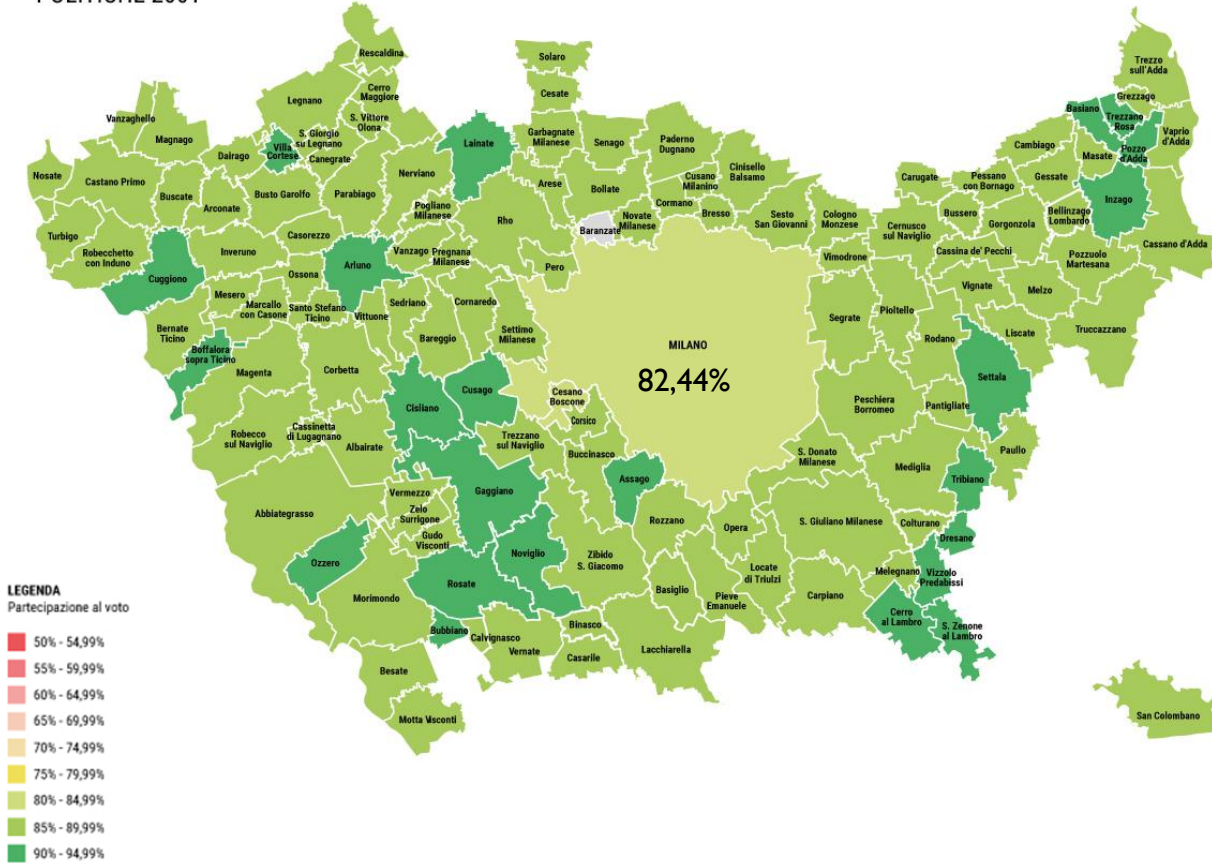 Rescaldina
Solaro
Trezzo
sull'Adda
Legnano
Cerro
Maggiore
Cesate
Grezzago
Vanzaghello
Magnago
S. Vittore
Olona
Basiano
Trezzano
Rosa
Dairago
Villa
Cortese
S. Giorgio
su Legnano
Canegrate
Lainate
Garbagnate
Milanese
Senago
Paderno
Dugnano
Cambiago
Masate
Pozzo
d'Adda
Vaprio
d'Adda
Nosate
Castano Primo
Buscate
Arconate
Busto Garolfo
Parabiago
Nerviano
Arese
Bollate
Cusano
Milanino
Cinisello
Balsamo
Carugate
Pessano
con Bornago
Gessate
Inzago
Turbigo
Robecchetto
con Induno
Inveruno
Casorezzo
Pogliano
Milanese
Rho
Baranzate
Novate
Milanese
Cormano
Bresso
Sesto
San Giovanni
Cologno
Monzese
Cernusco
sul Naviglio
Bussero
Gorgonzola
Bellinzago
Lombardo
Cassano d'Adda
Cuggiono
Arluno
Vanzago
Pregnana
Milanese
Pero
Vimodrone
Cassina de' Pecchi
Pozzuolo
Martesana
Mesero
Ossona
Marcallo
con Casone
Santo Stefano
Ticino
Vittuone
Sedriano
Cornaredo
Vignate
Melzo
Bernate
Ticino
Bareggio
Settimo
Milanese
Segrate
Pioltello
Rodano
Liscate
Truccazzano
Boffalora
sopra Ticino
Magenta
Corbetta
MILANO
82,44%
Settala
Cisliano
Cusago
Cesano
Boscone
Corsico
Peschiera
Borromeo
Pantigliate
Robecco
sul Naviglio
Cassinetta
di Lugagnano
Albairate
Trezzano
sul Naviglio
Buccinasco
S. Donato
Milanese
Mediglia
Paullo
Abbiategrasso
Vermezzo
Zelo
Surrigone
Gaggiano
Assago
Tribiano
Gudo
Visconti
Rozzano
Opera
S. Giuliano Milanese
Colturano
Dresano
Ozzero
Noviglio
Zibido
S. Giacomo
Morimondo
Rosate
Basiglio
Locate
di Triulzi
Pieve
Emanuele
Carpiano
Melegnano
Vizzolo
Predabissi
Bubbiano
Calvignasco
Vernate
Binasco
Casarile
Lacchiarella
Cerro
al Lambro
S. Zenone
al Lambro
Besate
Motta Visconti
San Colombano
LEGENDA
Partecipazione al voto
50% - 54,99%
55% - 59,99%
60% - 64,99%
65% - 69,99%
70% - 74,99%
75% - 79,99%
80% - 84,99%
85% - 89,99%
90% - 94,99%